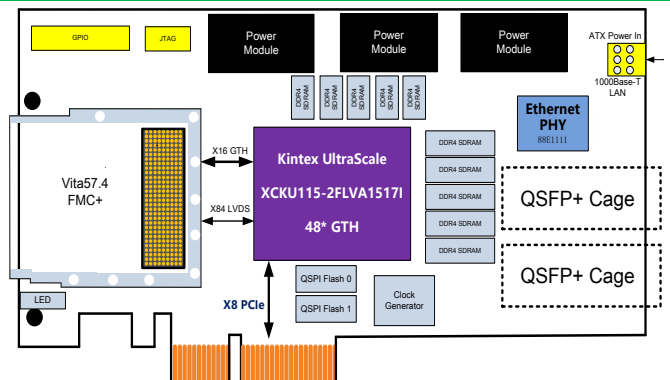 GPIO
JTAG
Power
Module
Power
Module
Power
Module
ATX Power In
1000Base-T
LAN
DDR4
SDRAM
DDR4
SDRAM
DDR4
SDRAM
DDR4
SDRAM
DDR4
SDRAM
Ethernet
PHY
88E1111
Vita57.4
FMC+
X16 GTH
X84 LVDS
Kintex UltraScale
XCKU115-2FLVA1517I
48* GTH
DDR4 SDRAM
DDR4 SDRAM
DDR4 SDRAM
DDR4 SDRAM
DDR4 SDRAM
QSFP+ Cage
QSFP+ Cage
LED
X8 PCIe
QSPI Flash 0
QSPI Flash 1
Clock
Generator